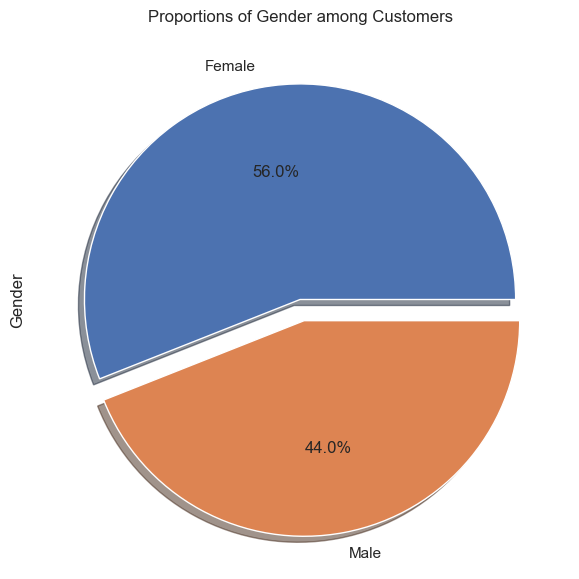 Proportions of Gender among Customers
Female
56.0%
Gender
44.0%
Male